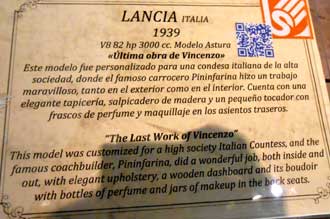 LANCIA ITALIA
1939
V8 82 hp 3000 cc. Modelo Astura
«Última obra de Vincenzo»
Este modelo fue personalizado para una condesa italiana de la alta
sociedad, donde el famoso carrocero Pininfarina hizo un trabajo
maravilloso, tanto en el exterior como en el interior. Cuenta con una
elegante tapicería, salpicadero de madera y un pequeño tocador con
frascos de perfume y maquillaje en los asientos traseros.
“The Last Work of Vincenzo”
This model was customized for a high society Italian Countess, and the
famous coachbuilder, Pininfarina, did a wonderful job, both inside and
out, with elegant upholstery, a wooden dashboard and its boudoir
with bottles of perfume and jars of makeup in the back seats.